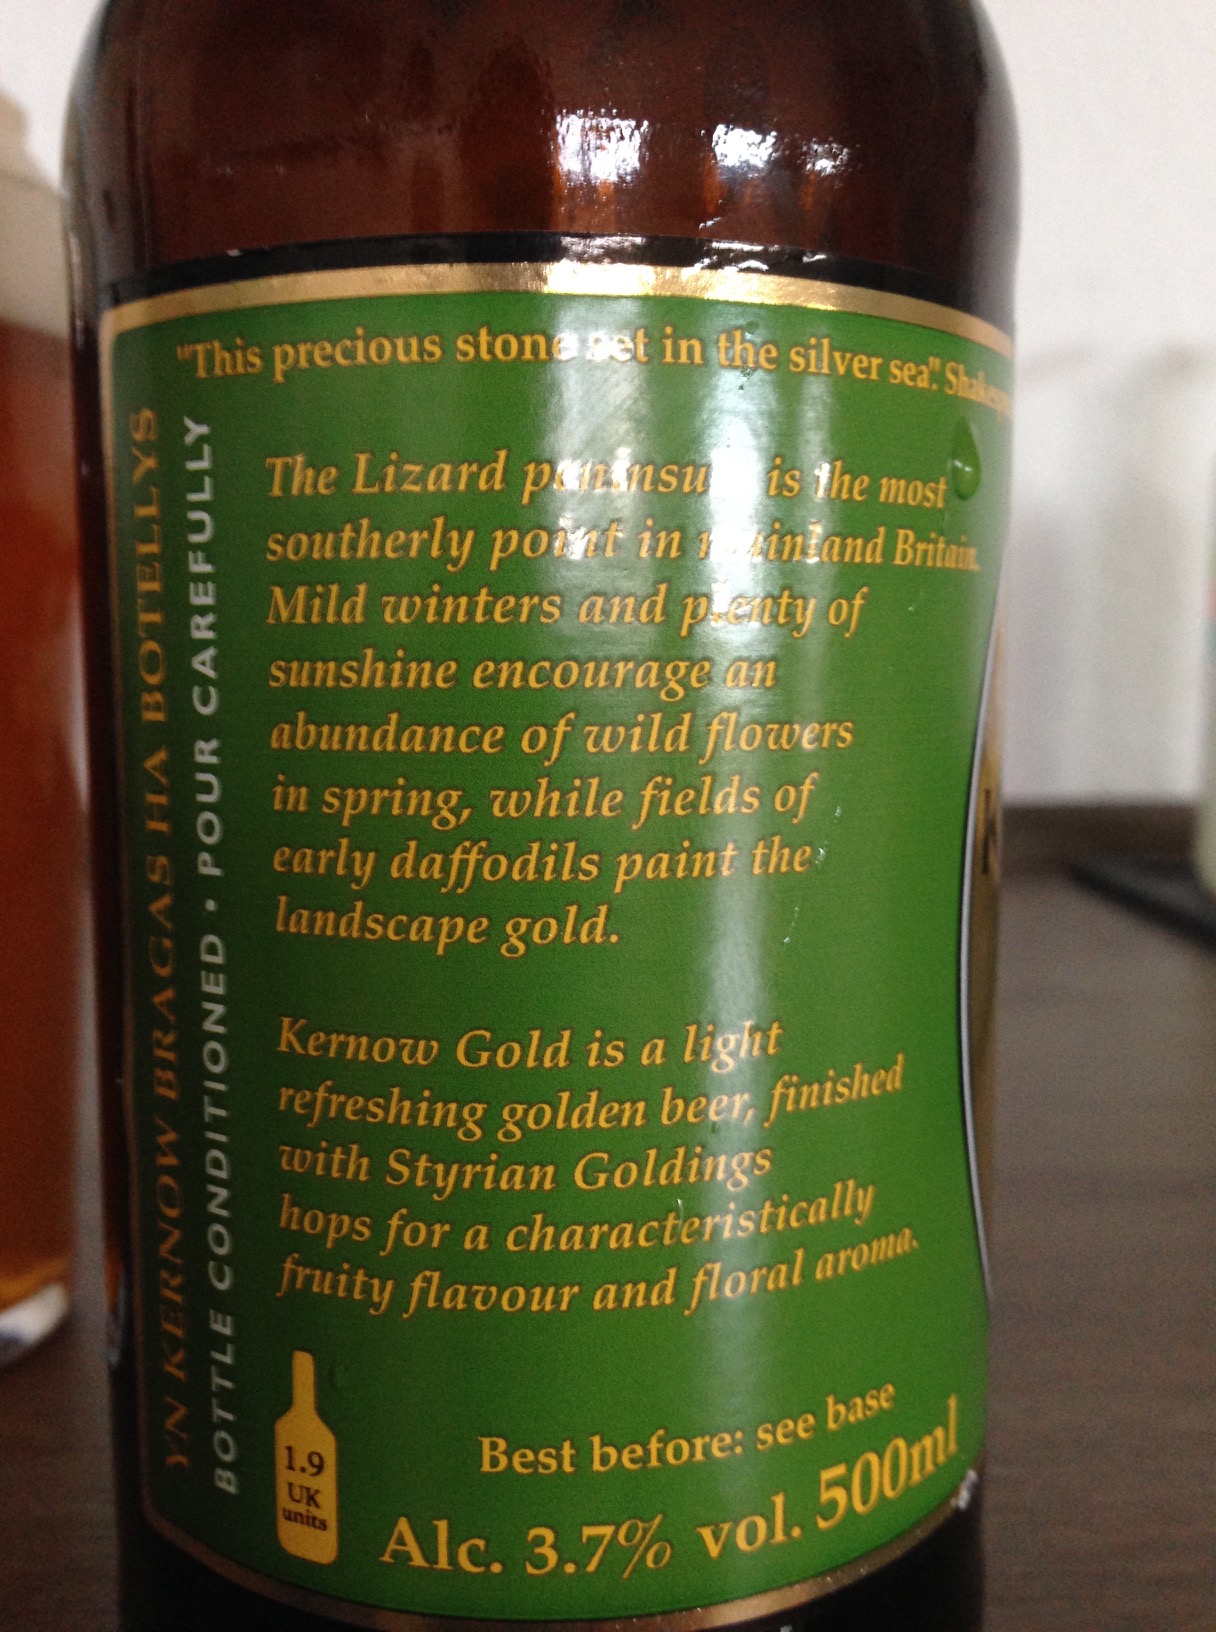 "This precious stone set in the silver sea". Shakesp
The Lizard peninsula is the most
southerly point in mainland Britain.
Mild winters and plenty of
sunshine encourage an
abundance of wild flowers
in spring, while fields of
early daffodils paint the
landscape gold.
Kernow Gold is a light
refreshing golden beer, finished
with Styrian Goldings
hops for a characteristically
fruity flavour and floral aroma.
YN KERNOW BRAGAS HA BOTELLYS
BOTTLE CONDITIONED • POUR CAREFULLY
1.9
UK
units
Best before: see base
Alc. 3.7% vol. 500ml